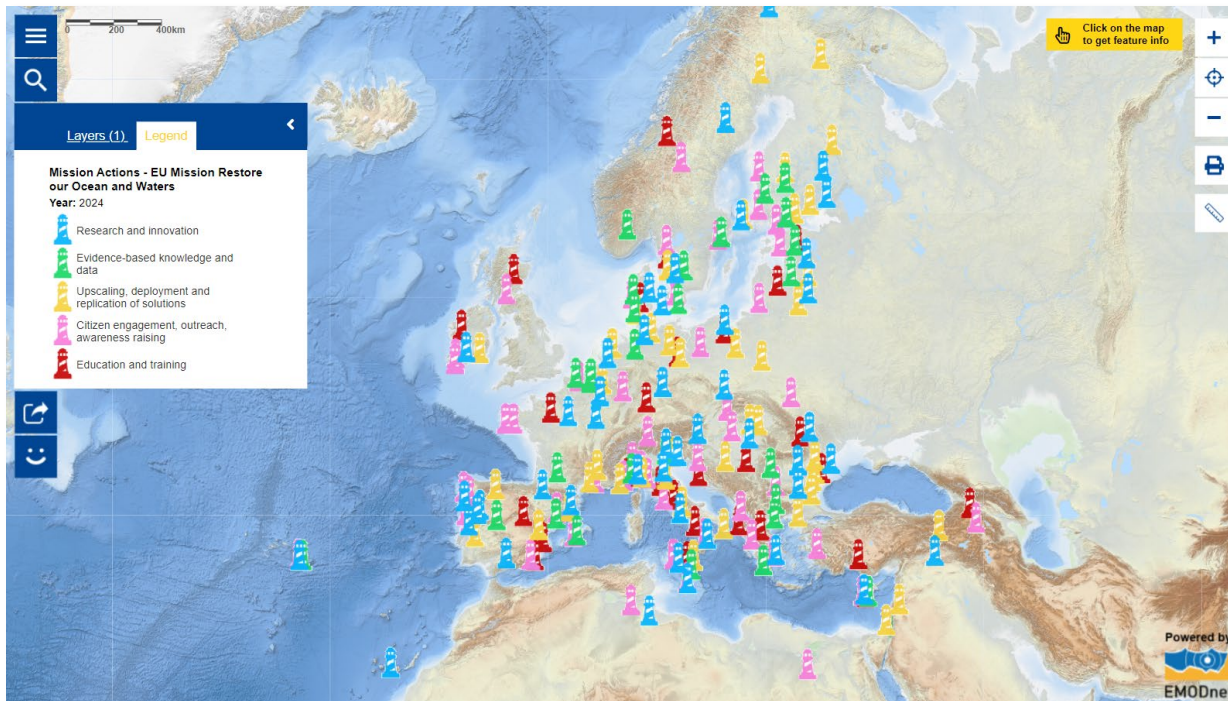 0 200 400km
Click on the map
to get feature info
Layers (1) Legend
Mission Actions - EU Mission Restore
our Ocean and Waters
Year: 2024
Research and innovation
Evidence-based knowledge and
data
Upscaling, deployment and
replication of solutions
Citizen engagement, outreach,
awareness raising
Education and training
Powered by
EMODne